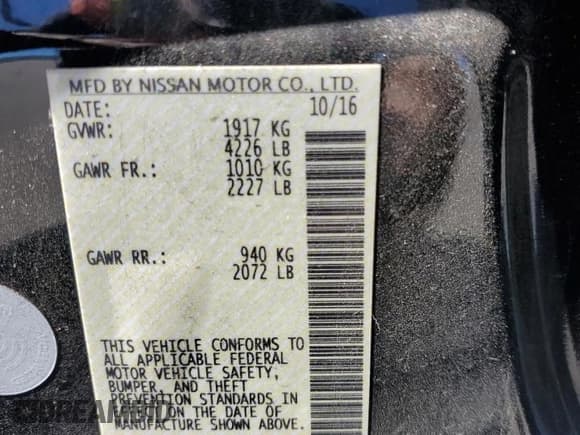 MFD BY NISSAN MOTOR CO., LTD.
DATE: 10/16
GVWR: 1917 KG
4226 LB
GAWR FR.: 1010 KG
2227 LB
GAWR RR.: 940 KG
2072 LB
THIS VEHICLE CONFORMS TO
ALL APPLICABLE FEDERAL
MOTOR VEHICLE SAFETY,
BUMPER, AND THEFT
PREVENTION STANDARDS IN
ON THE DATE OF
MANUFACTURE SHOWN ABOVE.